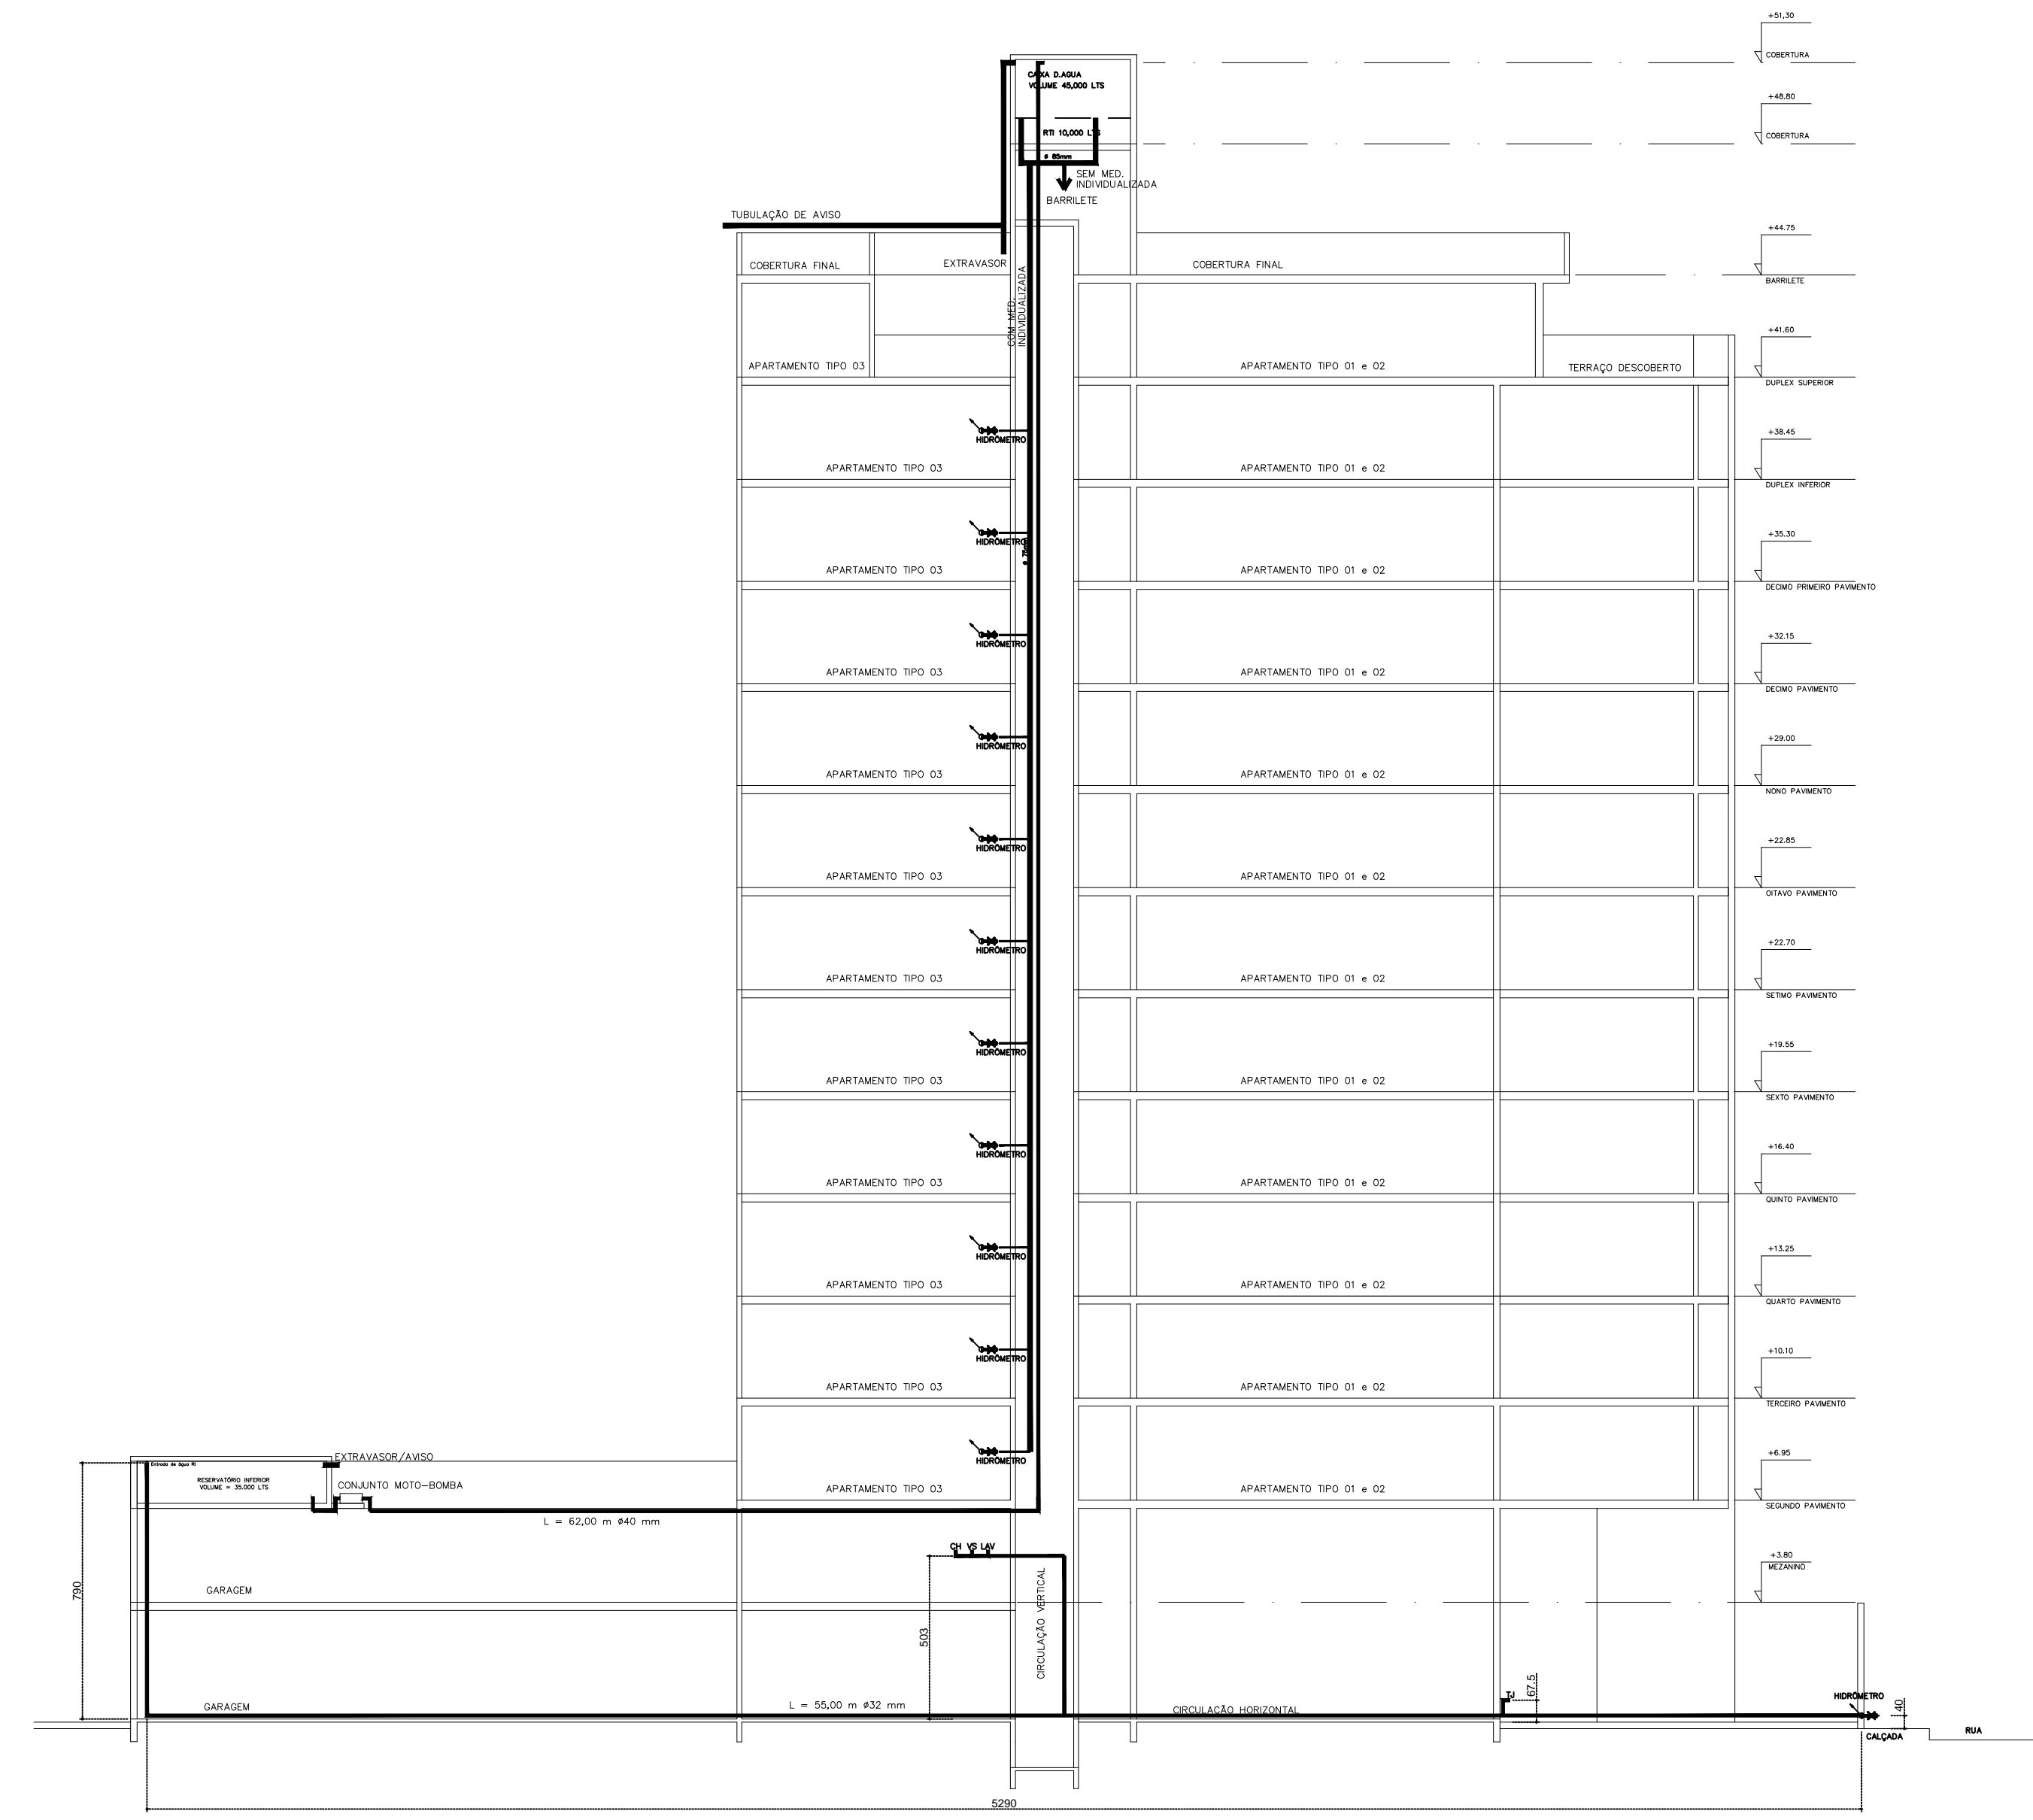 +51,30
COBERTURA
CAIXA D.AGUA
VOLUME 45,000 LTS
+48.80
RTI 10,000 LTS
COBERTURA
ø 85mm
SEM MED.
INDIVIDUALIZADA
BARRILETE
TUBULAÇÃO DE AVISO
+44.75
COBERTURA FINAL
EXTRAVASOR
COBERTURA FINAL
BARRILETE
COM MED.
INDIVIDUALIZADA
+41.60
APARTAMENTO TIPO 03
APARTAMENTO TIPO 01 e 02
TERRAÇO DESCOBERTO
DUPLEX SUPERIOR
+38.45
HIDRÔMETRO
APARTAMENTO TIPO 03
APARTAMENTO TIPO 01 e 02
DUPLEX INFERIOR
+35.30
HIDRÔMETRO
ø 75mm
APARTAMENTO TIPO 03
APARTAMENTO TIPO 01 e 02
DECIMO PRIMEIRO PAVIMENTO
+32.15
HIDRÔMETRO
APARTAMENTO TIPO 03
APARTAMENTO TIPO 01 e 02
DECIMO PAVIMENTO
+29.00
HIDRÔMETRO
APARTAMENTO TIPO 03
APARTAMENTO TIPO 01 e 02
NONO PAVIMENTO
+22.85
HIDRÔMETRO
APARTAMENTO TIPO 03
APARTAMENTO TIPO 01 e 02
OITAVO PAVIMENTO
+22.70
HIDRÔMETRO
APARTAMENTO TIPO 03
APARTAMENTO TIPO 01 e 02
SETIMO PAVIMENTO
+19.55
HIDRÔMETRO
APARTAMENTO TIPO 03
APARTAMENTO TIPO 01 e 02
SEXTO PAVIMENTO
+16.40
HIDRÔMETRO
APARTAMENTO TIPO 03
APARTAMENTO TIPO 01 e 02
QUINTO PAVIMENTO
+13.25
HIDRÔMETRO
APARTAMENTO TIPO 03
APARTAMENTO TIPO 01 e 02
QUARTO PAVIMENTO
+10.10
HIDRÔMETRO
APARTAMENTO TIPO 03
APARTAMENTO TIPO 01 e 02
TERCEIRO PAVIMENTO
+6.95
HIDRÔMETRO
EXTRAVASOR/AVISO
Entrada de água RI
RESERVATÓRIO INFERIOR
VOLUME = 35.000 LTS
CONJUNTO MOTO-BOMBA
APARTAMENTO TIPO 03
APARTAMENTO TIPO 01 e 02
SEGUNDO PAVIMENTO
L = 62,00 m ø40 mm
CH VS LAV
+3.80
MEZANINO
790
GARAGEM
503
CIRCULAÇÃO VERTICAL
67.5
TJ
HIDRÔMETRO
40
GARAGEM
L = 55,00 m ø32 mm
CIRCULAÇÃO HORIZONTAL
CALÇADA
RUA
5290